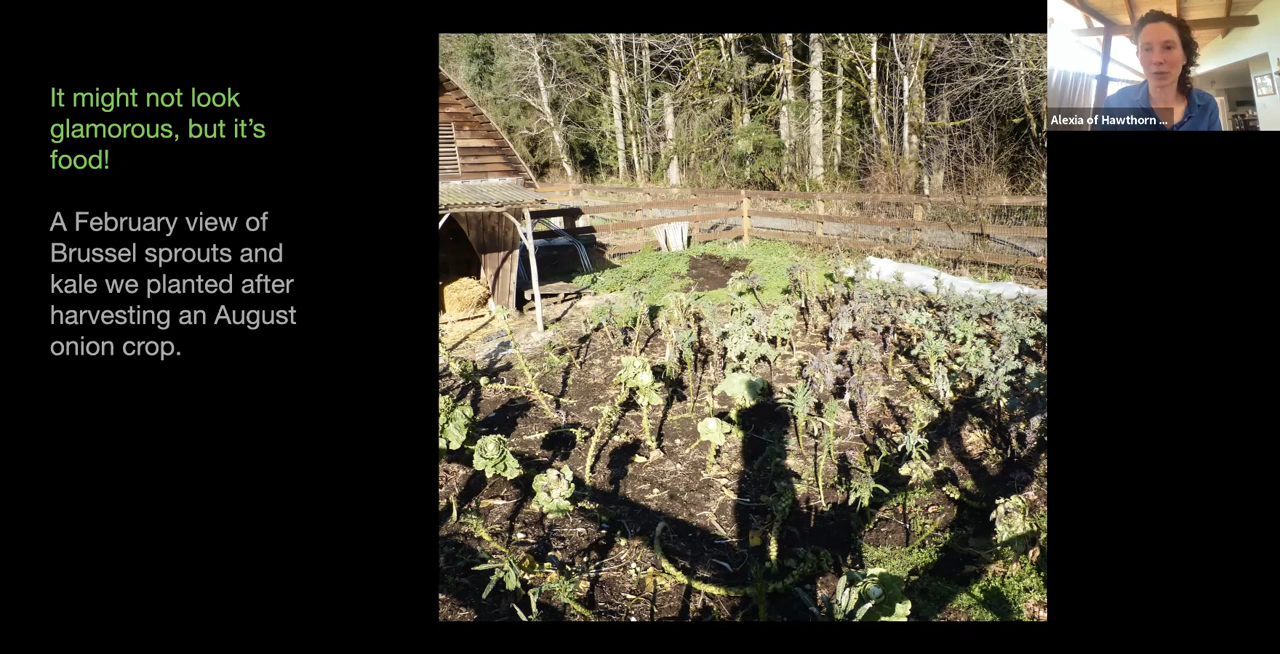 It might not look
glamorous, but it’s
food!
A February view of
Brussel sprouts and
kale we planted after
harvesting an August
onion crop.
Alexia of Hawthorn ...